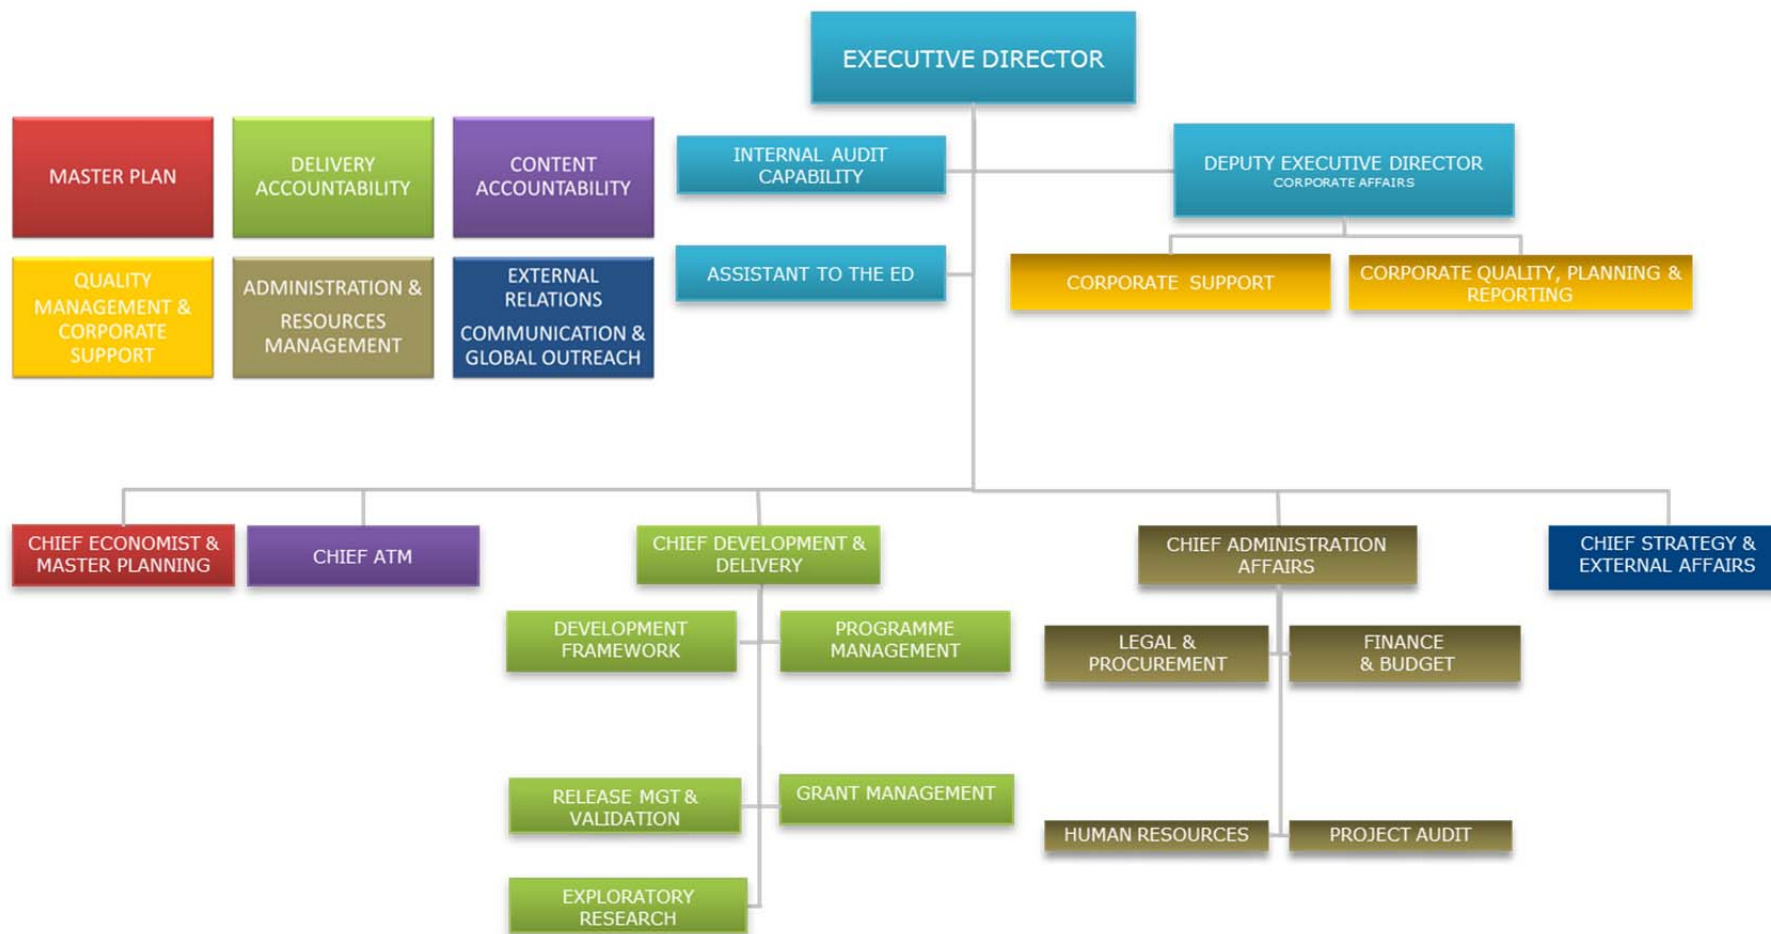 EXECUTIVE DIRECTOR
MASTER PLAN
DELIVERY
ACCOUNTABILITY
CONTENT
ACCOUNTABILITY
INTERNAL AUDIT
CAPABILITY
DEPUTY EXECUTIVE DIRECTOR
CORPORATE AFFAIRS
QUALITY
MANAGEMENT &
CORPORATE
SUPPORT
ADMINISTRATION &
RESOURCES
MANAGEMENT
EXTERNAL
RELATIONS
COMMUNICATION &
GLOBAL OUTREACH
ASSISTANT TO THE ED
CORPORATE SUPPORT
CORPORATE QUALITY, PLANNING &
REPORTING
CHIEF ECONOMIST &
MASTER PLANNING
CHIEF ATM
CHIEF DEVELOPMENT &
DELIVERY
CHIEF ADMINISTRATION
AFFAIRS
CHIEF STRATEGY &
EXTERNAL AFFAIRS
DEVELOPMENT
FRAMEWORK
PROGRAMME
MANAGEMENT
LEGAL &
PROCUREMENT
FINANCE
& BUDGET
RELEASE MGT &
VALIDATION
GRANT MANAGEMENT
HUMAN RESOURCES
PROJECT AUDIT
EXPLORATORY
RESEARCH